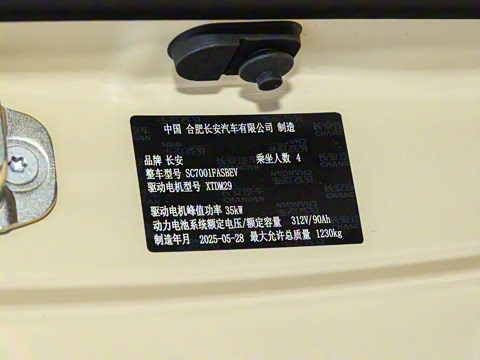 中国 合肥长安汽车有限公司 制造
品牌 长安 乘坐人数 4
整车型号 SC7001FASBEV
驱动电机型号 XTDM29
驱动电机峰值功率 35kW
动力电池系统额定电压/额定容量 312V/90Ah
制造年月 2025-05-28 最大允许总质量 1230kg